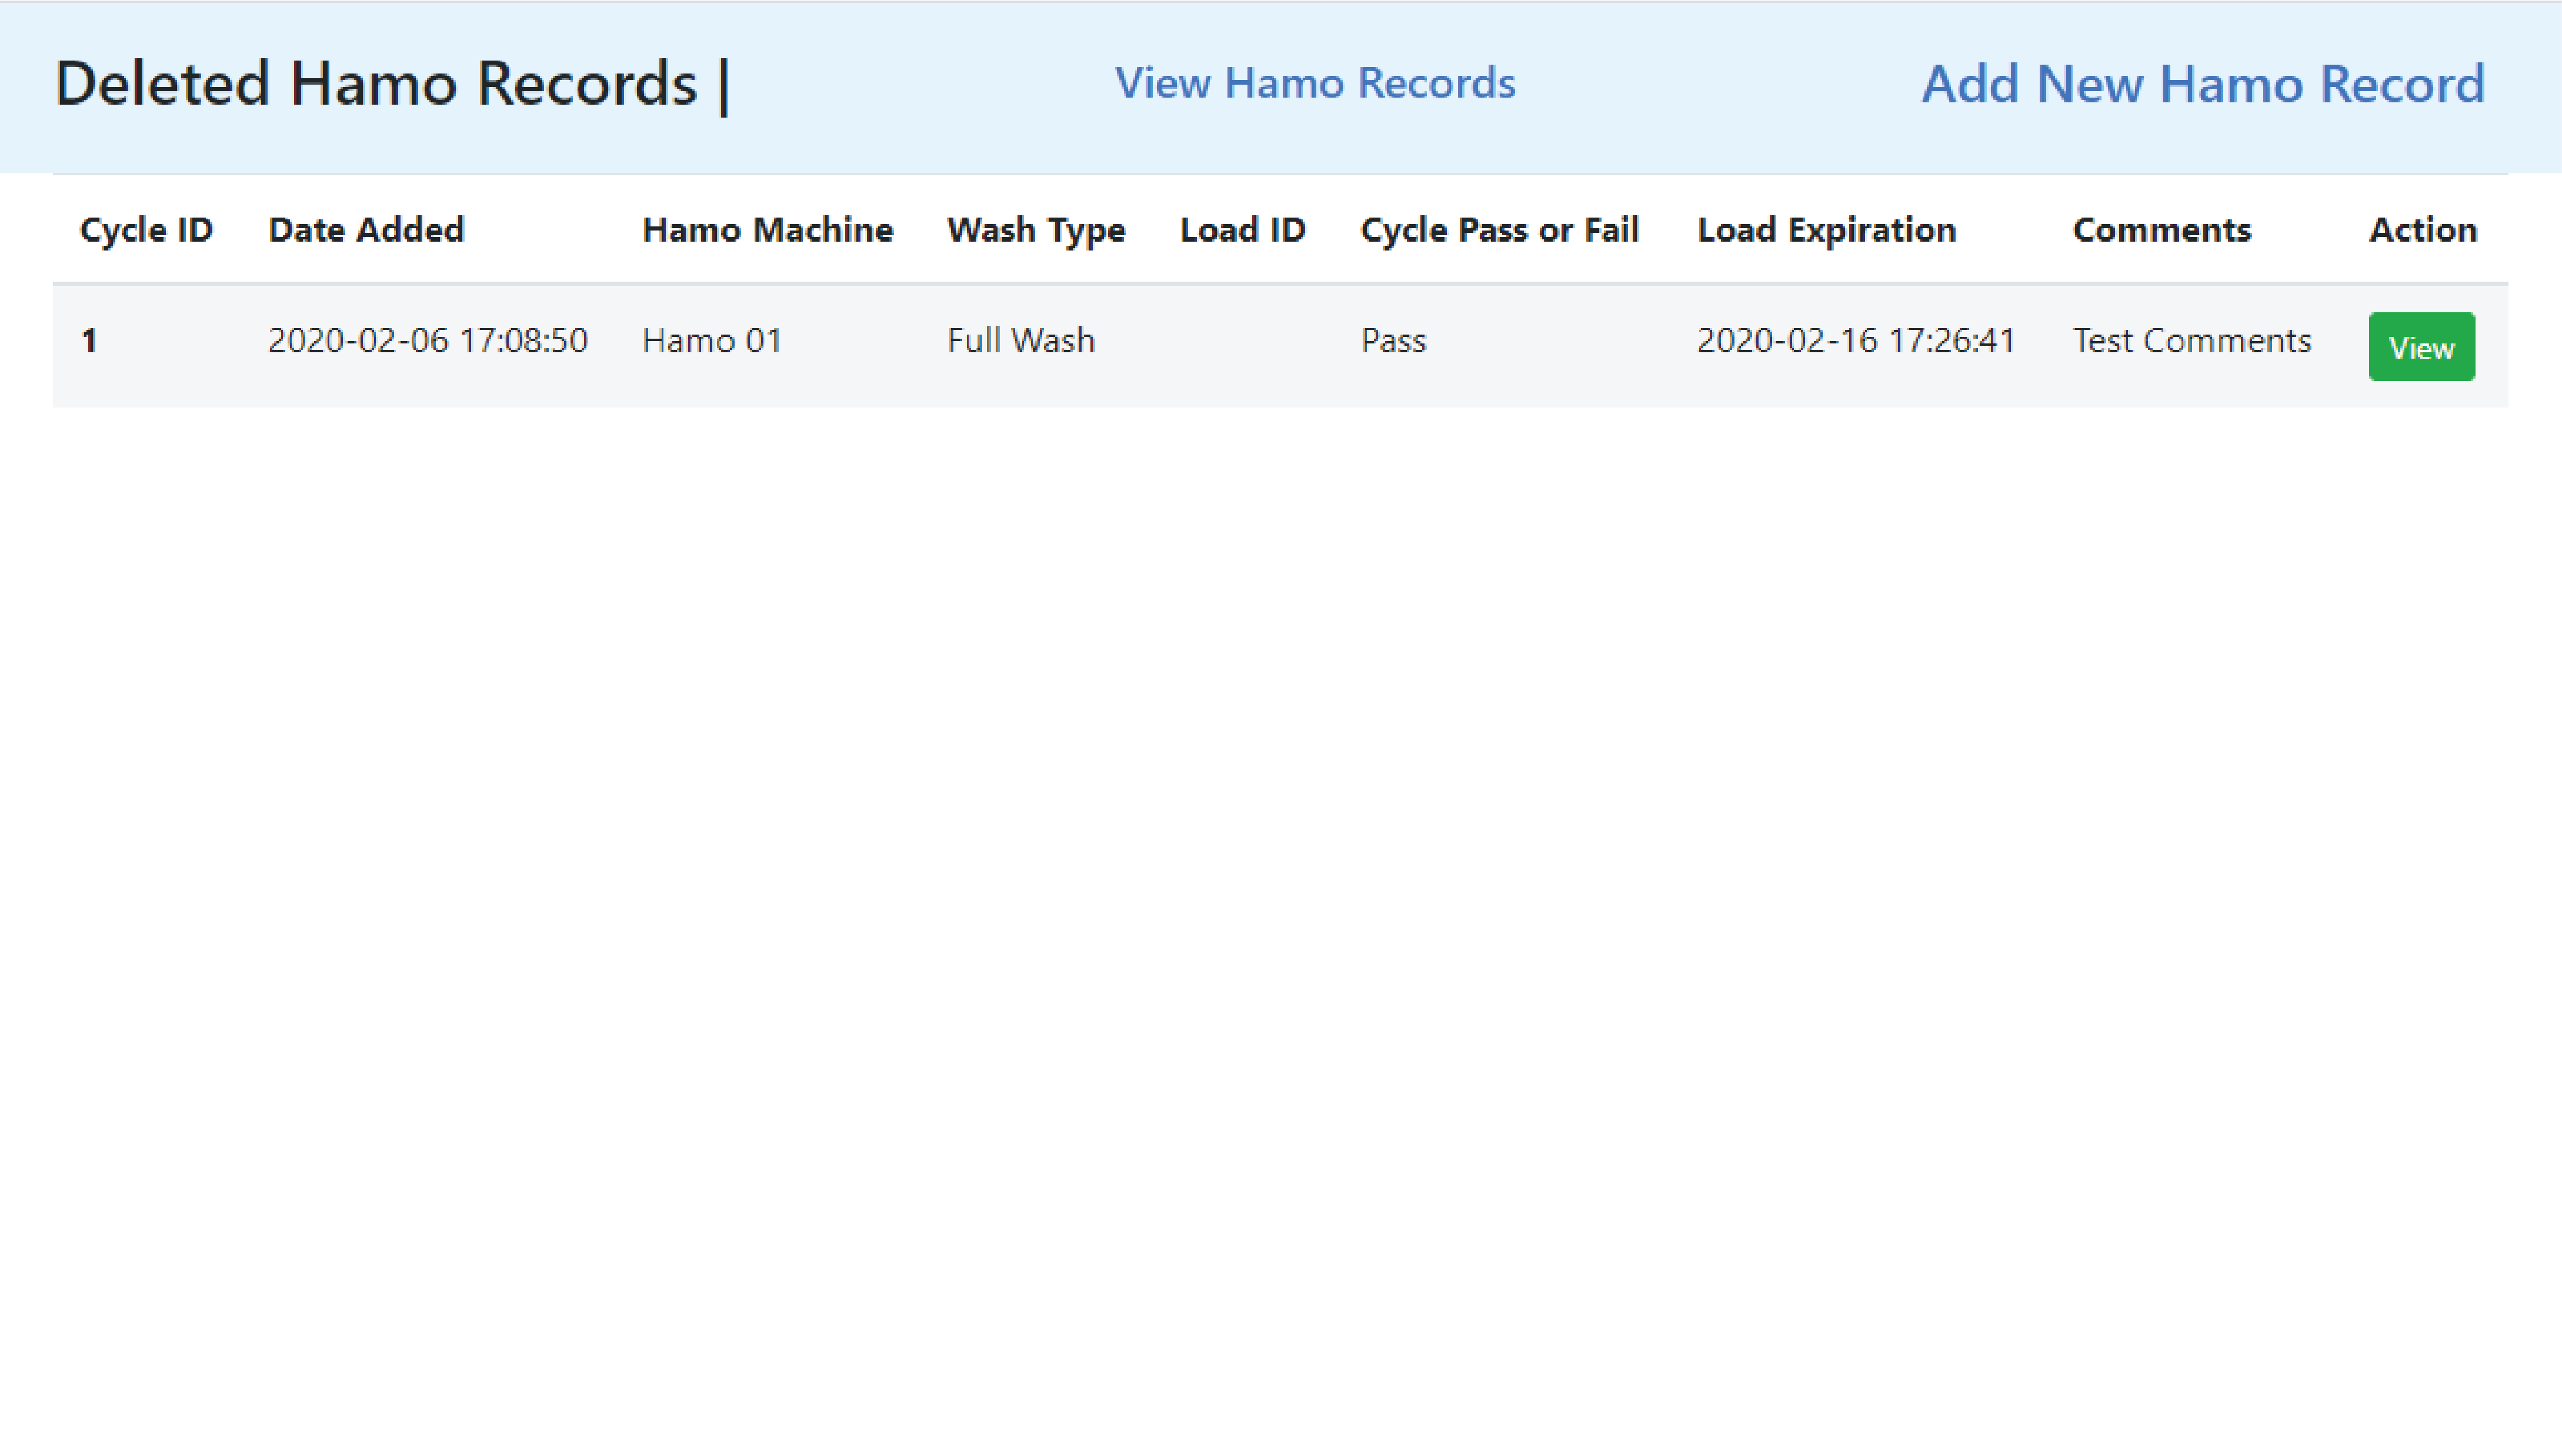 Deleted Hamo Records | View Hamo Records Add New Hamo Record
Cycle ID Date Added Hamo Machine Wash Type Load ID Cycle Pass or Fail Load Expiration Comments Action
1 2020-02-06 17:08:50 Hamo 01 Full Wash Pass 2020-02-16 17:26:41 Test Comments View